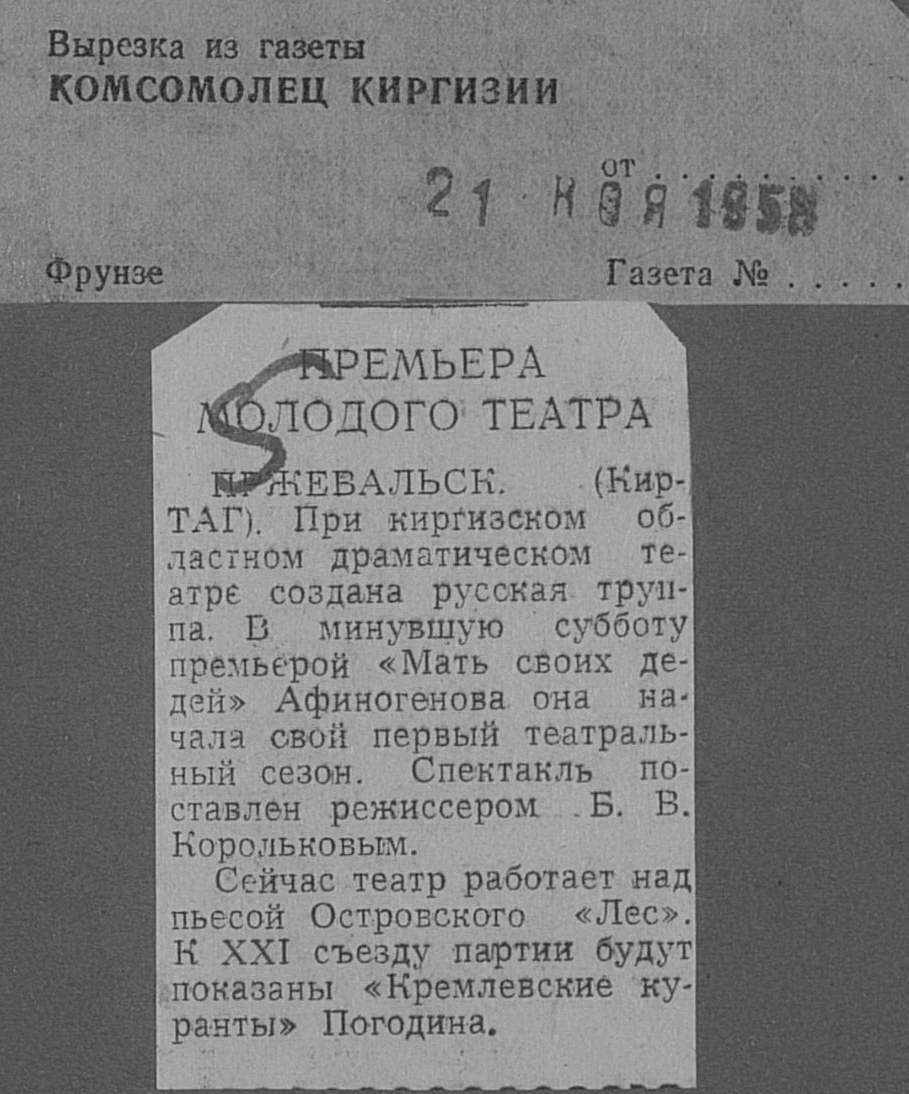 Вырезка из газеты
КОМСОМОЛЕЦ КИРГИЗИИ
от . . . . . . . . . .
21 НОЯ 1958
Фрунзе Газета № . . . . .
ПРЕМЬЕРА
МОЛОДОГО ТЕАТРА
ПРЖЕВАЛЬСК. (Кир-
ТАГ). При киргизском об-
ластном драматическом те-
атре создана русская труп-
па. В минувшую субботу
премьерой «Мать своих де-
дей» Афиногенова она на-
чала свой первый театраль-
ный сезон. Спектакль по-
ставлен режиссером Б. В.
Корольковым.
Сейчас театр работает над
пьесой Островского «Лес».
К XXI съезду партии будут
показаны «Кремлевские ку-
ранты» Погодина.